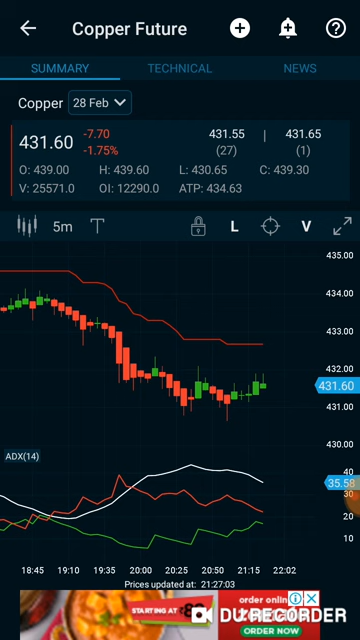 Copper Future
SUMMARY TECHNICAL NEWS
Copper 28 Feb
431.60 -7.70 -1.75% 431.55 (27) | 431.65 (1)
O: 439.00 H: 439.60 L: 430.65 C: 439.30
V: 25571.0 OI: 12290.0 ATP: 434.63
5m T L V
435.00
434.00
433.00
432.00
431.60
431.00
430.00
ADX(14)
40
35.58
30
20
10
18:45 19:10 19:35 20:00 20:25 20:50 21:15 22:02
Prices updated at: 21:27:03
STARTING AT
order online
ORDER NOW
DU RECORDER